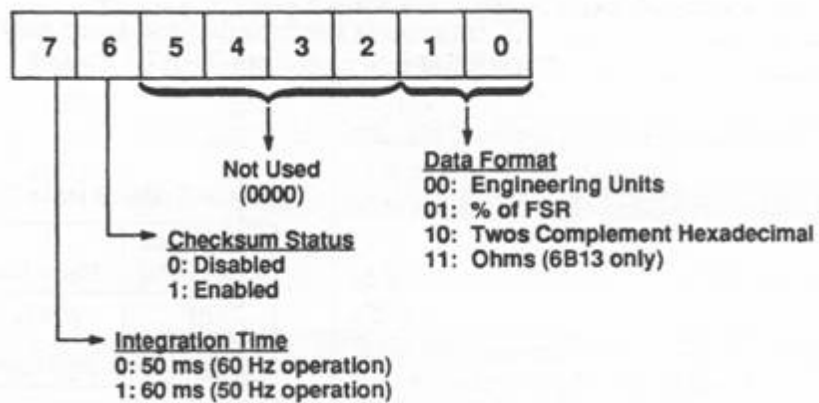 7 6 5 4 3 2 1 0
Not Used
(0000)
Data Format
00: Engineering Units
01: % of FSR
10: Twos Complement Hexadecimal
11: Ohms (6B13 only)
Checksum Status
0: Disabled
1: Enabled
Integration Time
0: 50 ms (60 Hz operation)
1: 60 ms (50 Hz operation)